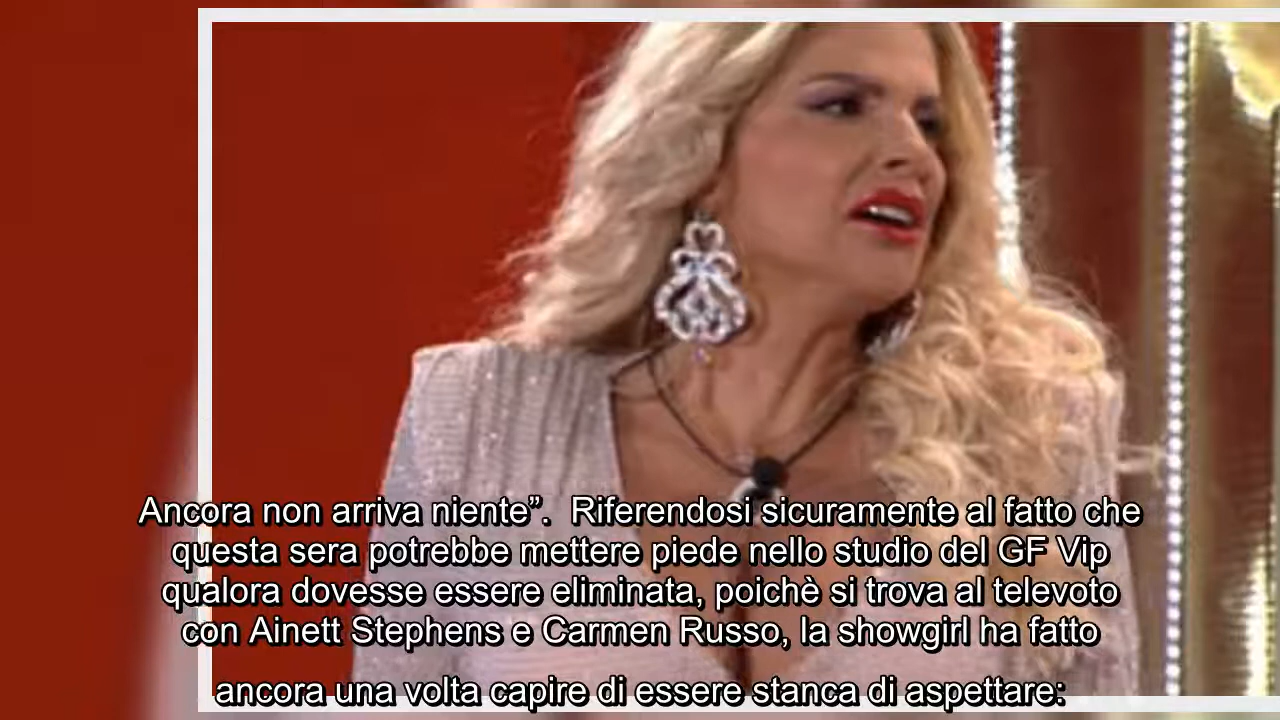 Ancora non arriva niente”.  Riferendosi sicuramente al fatto che
questa sera potrebbe mettere piede nello studio del GF Vip
qualora dovesse essere eliminata, poichè si trova al televoto
con Ainett Stephens e Carmen Russo, la showgirl ha fatto
ancora una volta capire di essere stanca di aspettare: